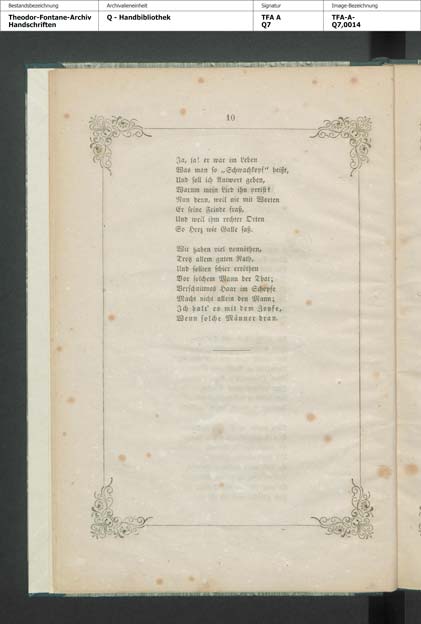 Bestandsbezeichnung
Archivalieneinheit
Signatur
Image-Bezeichnung
Theodor-Fontane-Archiv
Handschriften
Q - Handbibliothek
TFA A
Q7
TFA-A-
Q7,0014
10
Ja, ja! er war im Leben
Was man so „Schwachkopf" heißt,
Und soll ich Antwort geben,
Warum mein Lied ihn preist?
Nun denn, weil nie mit Worten
Er seine Feinde fraß,
Und weil ihm rechter Orten
So Herz wie Galle saß.
Wir haben viel vonnöthen,
Trotz allem guten Rath,
Und sollten schier erröthen
Vor solchem Mann der That;
Verschnittnes Haar im Schopfe
Macht nicht allein den Mann;
Ich halt' es mit dem Zopfe,
Wenn solche Männer dran.